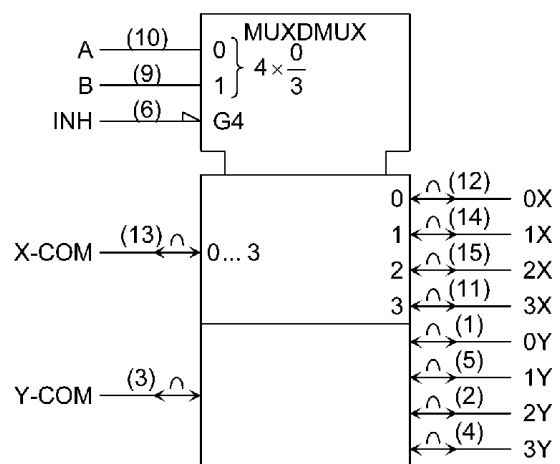 MUXDMUX
A (10) 0
B (9) 1
4 × 0/3
INH (6) G4
X-COM (13) ∩ 0... 3
0 ∩ (12) 0X
1 ∩ (14) 1X
2 ∩ (15) 2X
3 ∩ (11) 3X
∩ (1) 0Y
∩ (5) 1Y
Y-COM (3) ∩
∩ (2) 2Y
∩ (4) 3Y